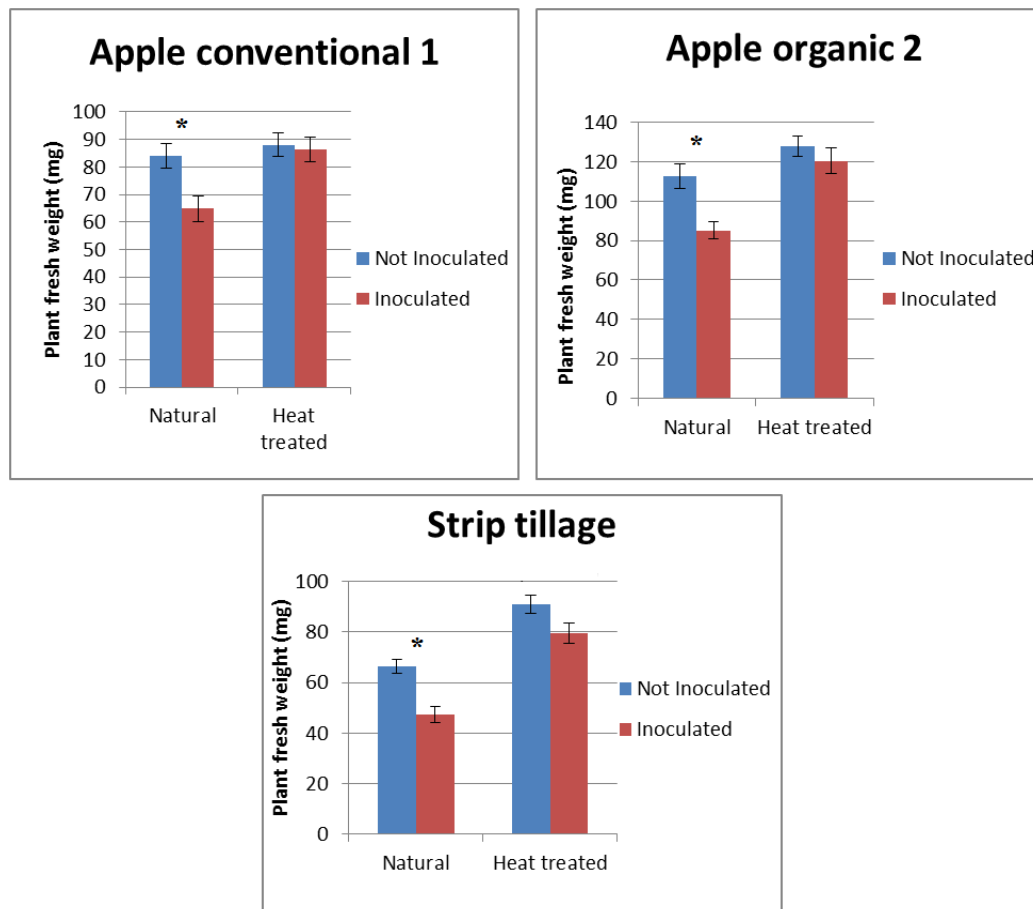 Apple conventional 1
Plant fresh weight (mg)
100
90
80
70
60
50
40
30
20
10
0
*
Natural
Heat
treated
Not Inoculated
Inoculated
Apple organic 2
Plant fresh weight (mg)
140
120
100
80
60
40
20
0
*
Natural
Heat treated
Not Inoculated
Inoculated
Strip tillage
Plant fresh weight (mg)
100
80
60
40
20
0
*
Natural
Heat treated
Not Inoculated
Inoculated